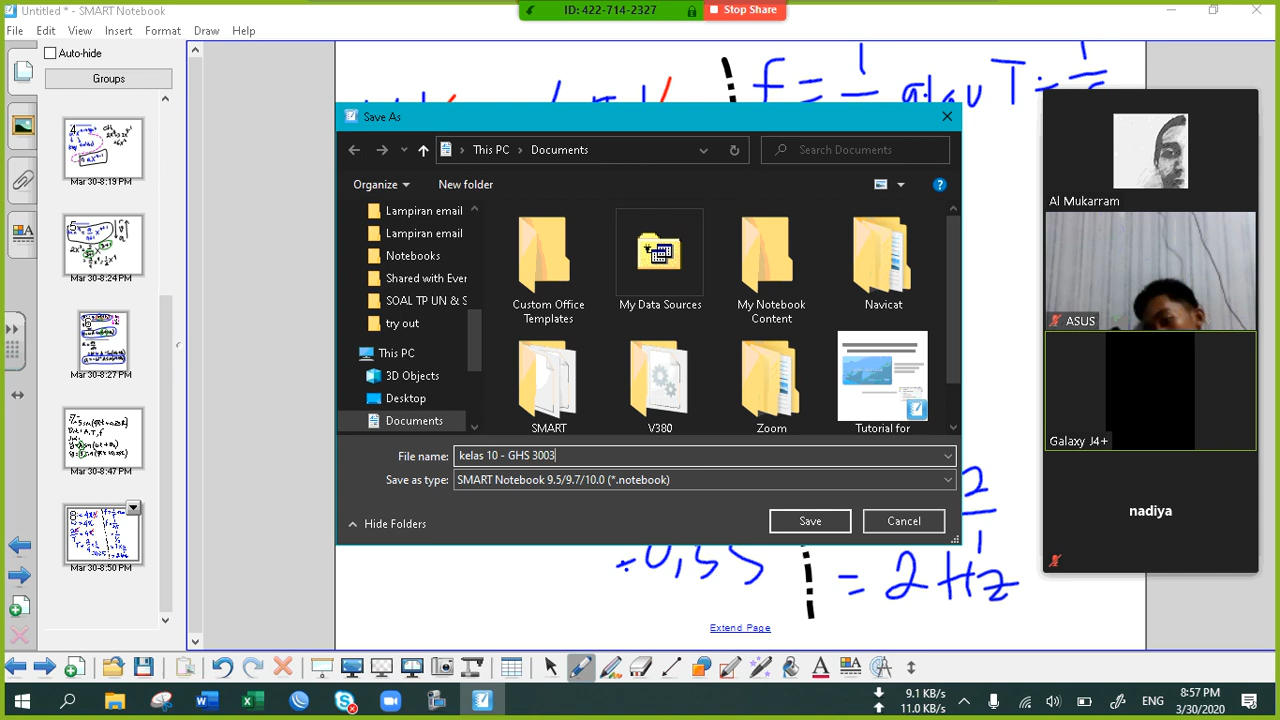 Untitled * - SMART Notebook
ID: 422-714-2327
Stop Share
File Edit View Insert Format Draw Help
Auto-hide
Groups
Mar 30-8:19 PM
Mar 30-8:24 PM
Mar 30-8:27 PM
Mar 30-8:49 PM
Mar 30-8:50 PM
f = 1
atau T = 1
Save As
This PC > Documents
Search Documents
Organize
New folder
Lampiran email
Lampiran email
Notebooks
Shared with Ever
SOAL TP UN & S
try out
This PC
3D Objects
Desktop
Documents
Custom Office Templates
My Data Sources
My Notebook Content
Navicat
SMART
V380
Zoom
Tutorial for
File name: kelas 10 - GHS 3003
Save as type: SMART Notebook 9.5/9.7/10.0 (*.notebook)
Hide Folders
Save
Cancel
2
1
= 2 Hz
Extend Page
Al Mukarram
ASUS
Galaxy J4+
nadiya
9.1 KB/s
11.0 KB/s
ENG
8:57 PM
3/30/2020